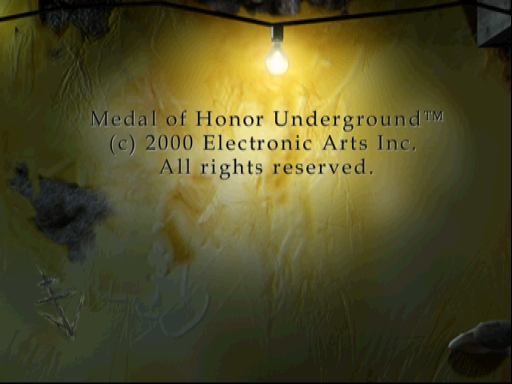 Medal of Honor Underground™
(c) 2000 Electronic Arts Inc.
All rights reserved.